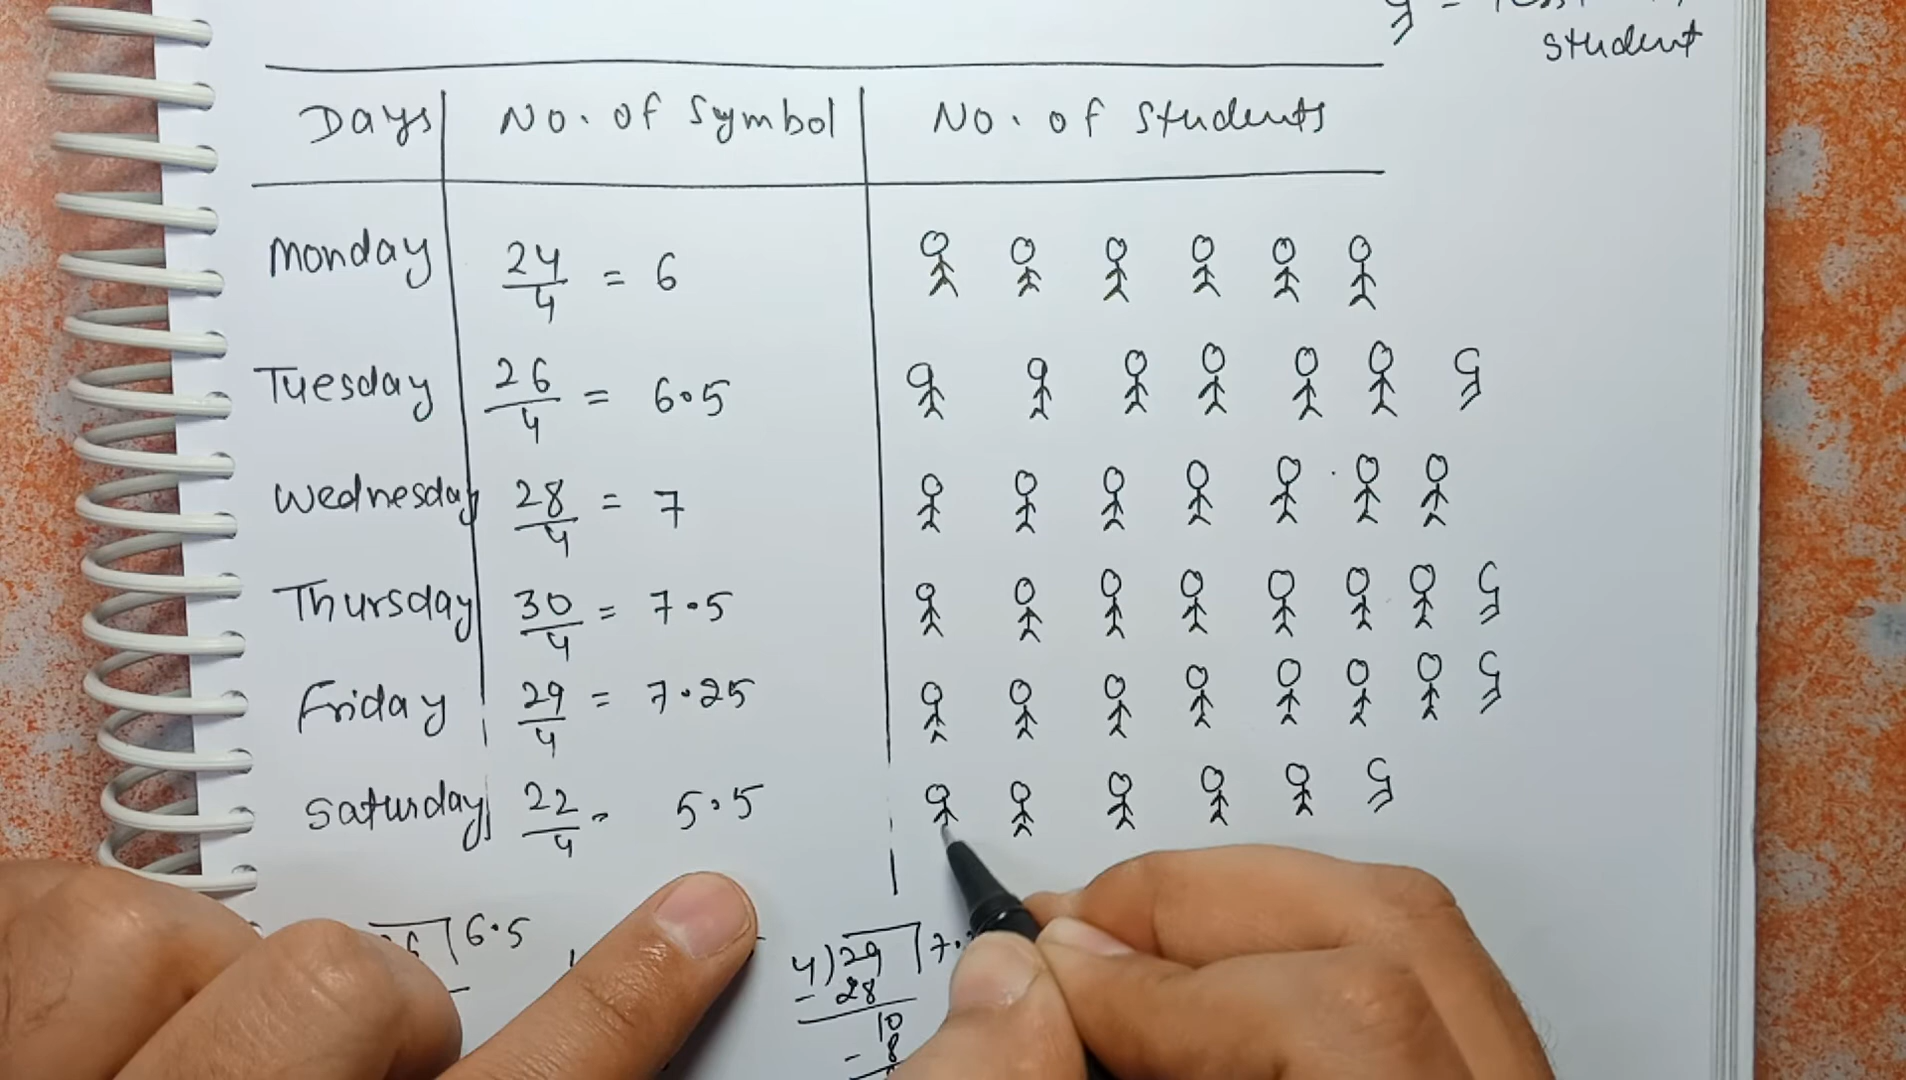 student
Days No. of Symbol No. of Students
Monday 24/4 = 6
Tuesday 26/4 = 6.5
Wednesday 28/4 = 7
Thursday 30/4 = 7.5
Friday 29/4 = 7.25
Saturday 22/4 = 5.5
6.5
4) 29 7.
- 28
10
- 8